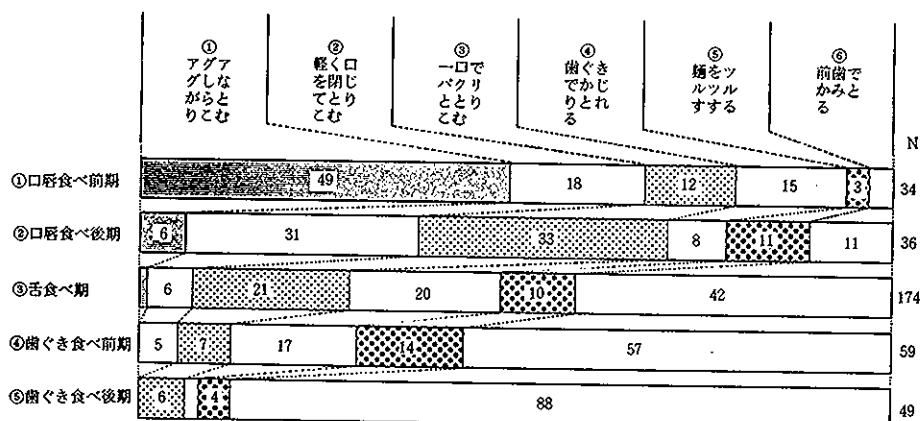 ①
アグア
グしな
がらと
りこむ
②
軽く口
を閉じ
てとり
こむ
③
一口で
パクリ
ととり
こむ
④
歯ぐき
でかじ
りとれ
る
⑤
麺をツ
ルツル
すする
⑥
前歯で
かみと
る
N
①口唇食べ前期 49 18 12 15 3 34
②口唇食べ後期 6 31 33 8 11 11 36
③舌食べ期 6 21 20 10 42 174
④歯ぐき食べ前期 5 7 17 14 57 59
⑤歯ぐき食べ後期 6 4 88 49